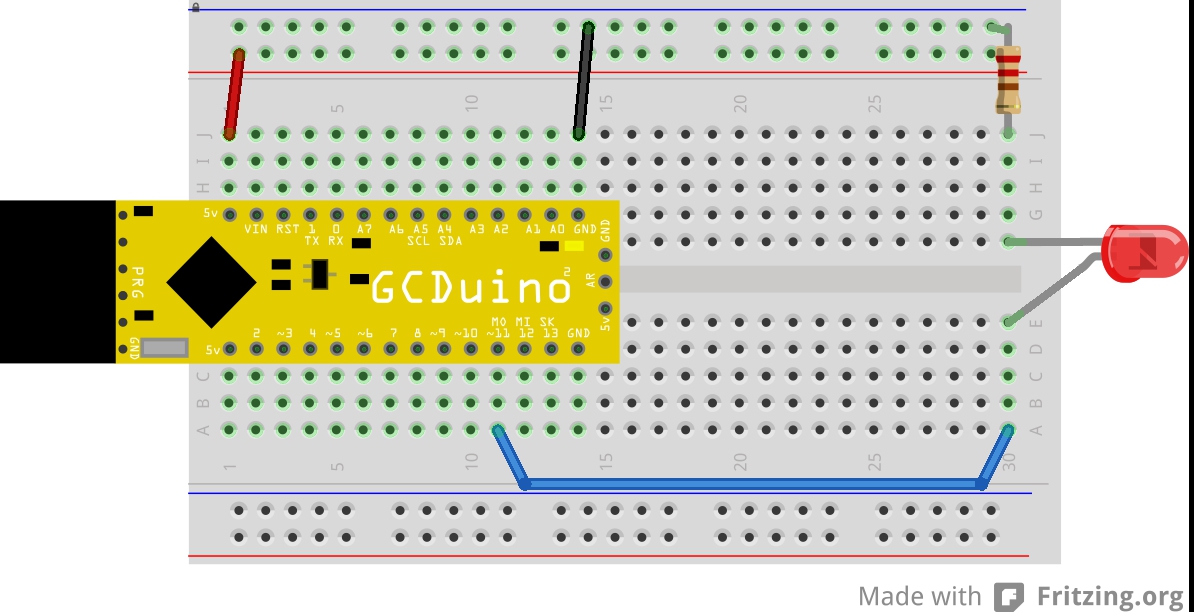 5 10 15 20 25
J J
I I
H H
G
5v VIN RST 1 0 A7 A6 A5 A4 A3 A2 A1 A0 GND
TX RX SCL SDA
GND
AR
5v
PRG
GND
GCDuino
2
MO MI SK
5v 2 ~3 4 ~5 ~6 7 8 ~9 ~10 ~11 12 13 GND
E
D
C C
B B
A A
1 5 10 15 20 25 30
Made with Fritzing.org